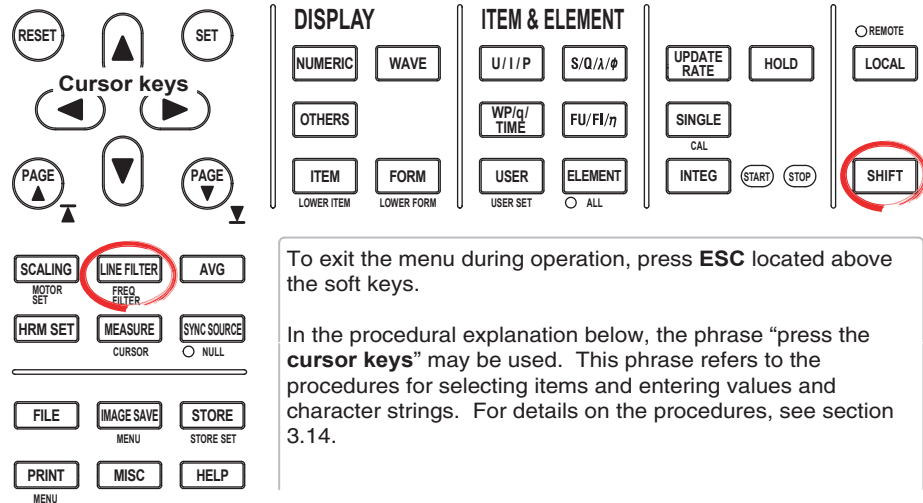 RESET
SET
Cursor keys
PAGE
PAGE
DISPLAY
NUMERIC WAVE
OTHERS
ITEM FORM
LOWER ITEM LOWER FORM
ITEM & ELEMENT
U/I/P S/Q/λ/ϕ
WP/q/
TIME
FU/FI/η
USER ELEMENT
USER SET ALL
UPDATE
RATE
HOLD
SINGLE
CAL
INTEG START STOP
REMOTE
LOCAL
SHIFT
SCALING LINE FILTER AVG
MOTOR
SET
FREQ
FILTER
HRM SET MEASURE SYNC SOURCE
CURSOR NULL
FILE IMAGE SAVE STORE
MENU STORE SET
PRINT MISC HELP
MENU
To exit the menu during operation, press ESC located above
the soft keys.
In the procedural explanation below, the phrase “press the
cursor keys” may be used. This phrase refers to the
procedures for selecting items and entering values and
character strings. For details on the procedures, see section
3.14.